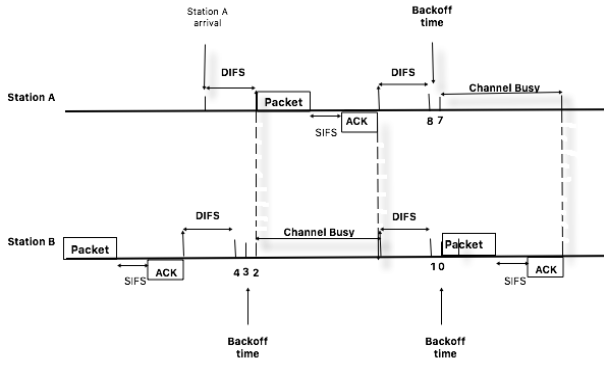 Station A
arrival
Backoff
time
DIFS
DIFS
Channel Busy
Station A
Packet
ACK
8 7
SIFS
DIFS
Channel Busy
DIFS
Station B
Packet
Packet
SIFS
ACK
4 3 2
1 0
SIFS
ACK
Backoff
time
Backoff
time